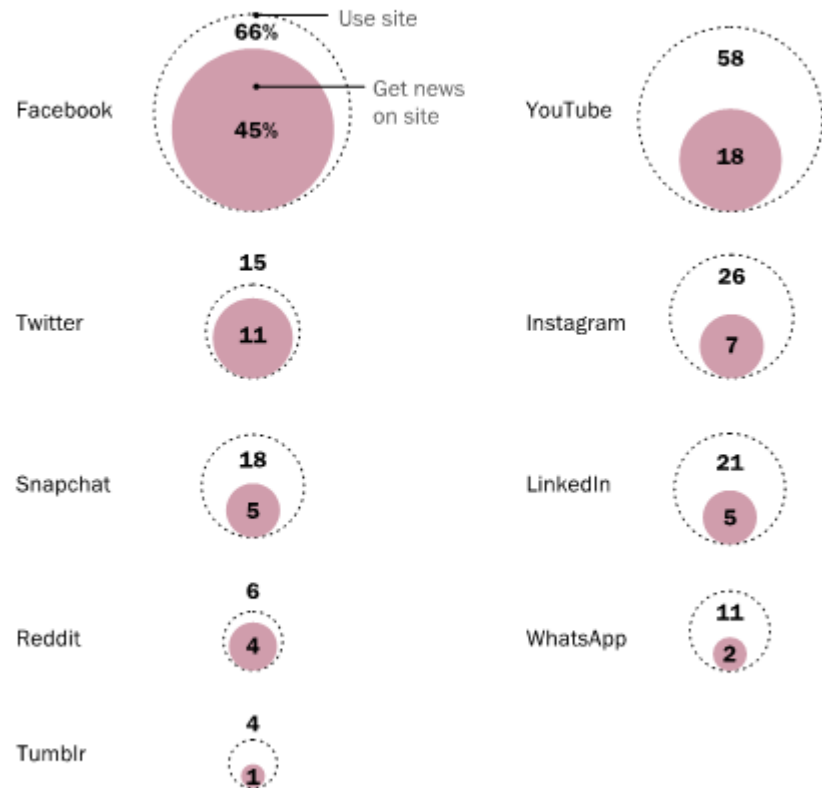 Use site
66%
Get news
on site
Facebook
45%
YouTube
58
18
Twitter
15
11
Instagram
26
7
Snapchat
18
5
LinkedIn
21
5
Reddit
6
4
WhatsApp
11
2
Tumblr
4
1